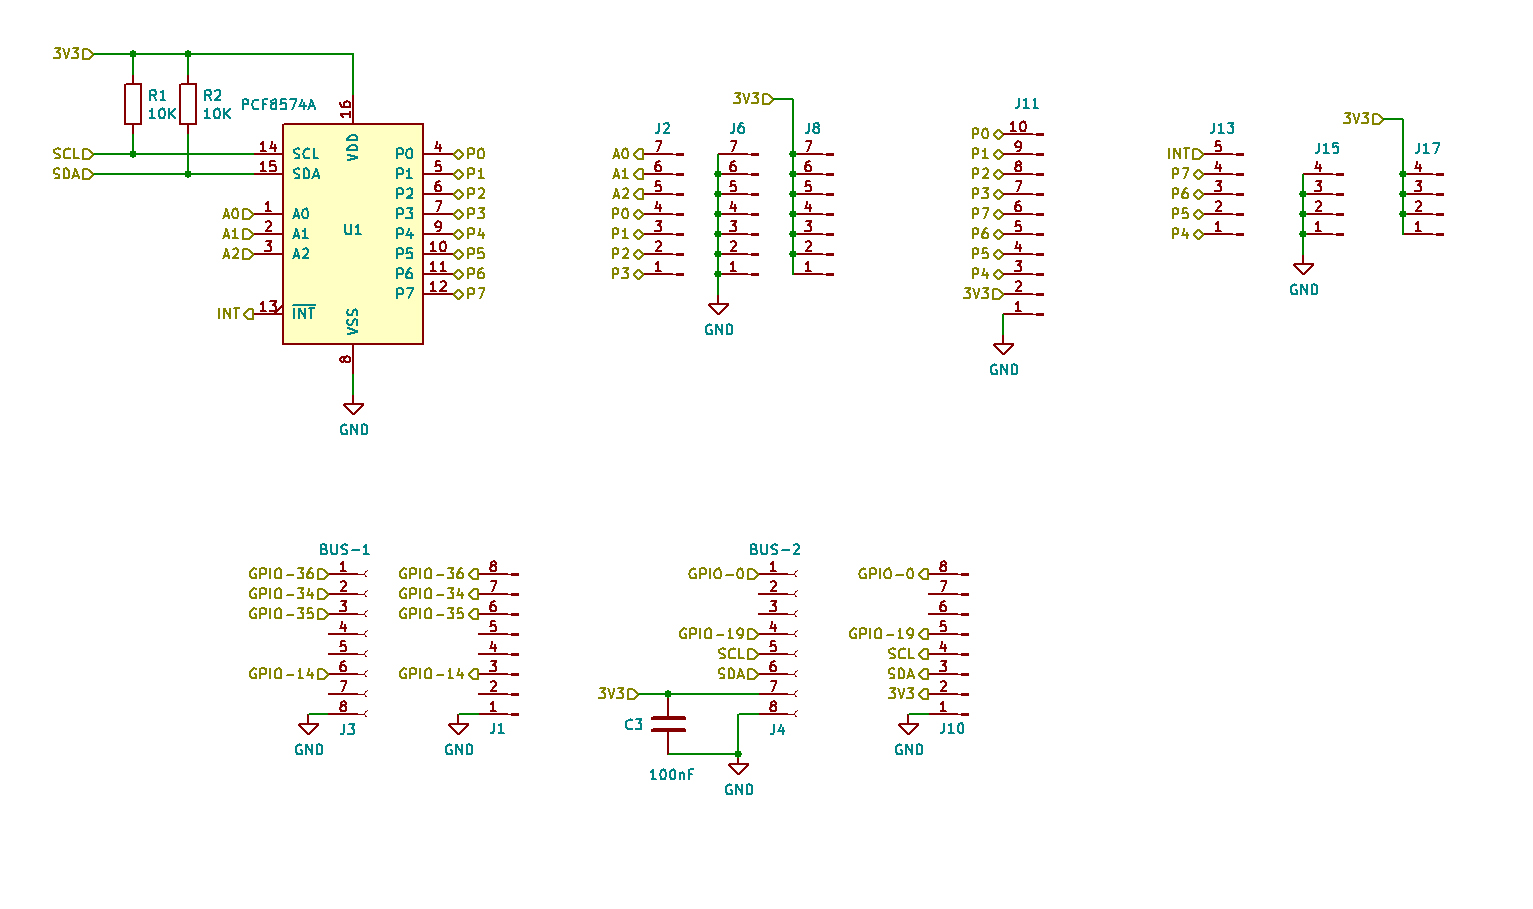 3V3
R1
10K
R2
10K
PCF8574A
16
VDD
SCL 14 SCL
SDA 15 SDA
A0 1 A0
A1 2 A1
A2 3 A2
INT 13 INT
U1
P0 4 P0
P1 5 P1
P2 6 P2
P3 7 P3
P4 9 P4
P5 10 P5
P6 11 P6
P7 12 P7
VSS
8
GND
J2
A0 7
A1 6
A2 5
P0 4
P1 3
P2 2
P3 1
J6
7
6
5
4
3
2
1
GND
3V3
J8
7
6
5
4
3
2
1
J11
P0 10
P1 9
P2 8
P3 7
P7 6
P6 5
P5 4
P4 3
3V3 2
1
GND
J13
INT 5
P7 4
P6 3
P5 2
P4 1
J15
4
3
2
1
GND
3V3
J17
4
3
2
1
BUS-1
GPIO-36 1
GPIO-34 2
GPIO-35 3
4
5
GPIO-14 6
7
8
GND
J3
GPIO-36 8
GPIO-34 7
GPIO-35 6
5
4
GPIO-14 3
2
1
GND
J1
BUS-2
GPIO-0 1
2
3
GPIO-19 4
SCL 5
SDA 6
3V3 7
8
C3
100nF
J4
GND
GPIO-0 8
7
6
GPIO-19 5
SCL 4
SDA 3
3V3 2
1
GND
J10